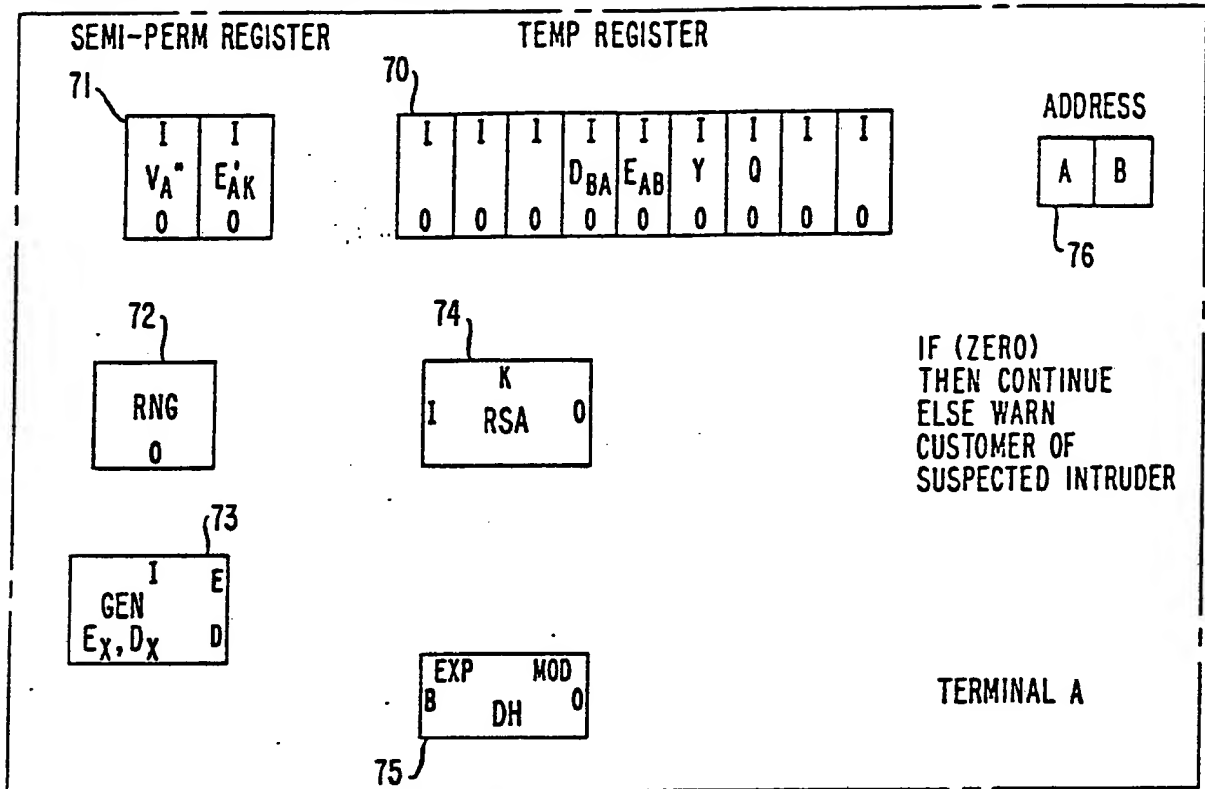 SEMI-PERM REGISTER
TEMP REGISTER
71
70
ADDRESS
I I
V_A" E'_AK
0 0
I I I I I I I I I
D_BA E_AB Y Q
0 0 0 0 0 0 0 0 0
A B
76
72
RNG
0
74
K
I RSA 0
IF (ZERO)
THEN CONTINUE
ELSE WARN
CUSTOMER OF
SUSPECTED INTRUDER
73
I E
GEN
E_X, D_X D
EXP MOD
B DH 0
75
TERMINAL A